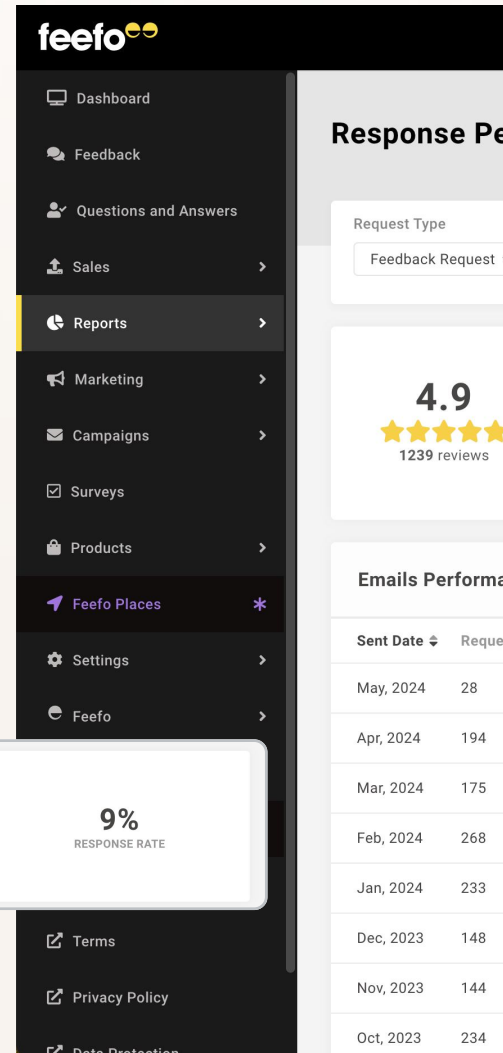 feefo
Dashboard
Feedback
Questions and Answers
Sales
Reports
Marketing
Campaigns
Surveys
Products
Feefo Places
Settings
Feefo
9%
RESPONSE RATE
Terms
Privacy Policy
Data Protection
Response Pe
Request Type
Feedback Request
4.9
1239 reviews
Emails Performa
Sent Date Reque
May, 2024 28
Apr, 2024 194
Mar, 2024 175
Feb, 2024 268
Jan, 2024 233
Dec, 2023 148
Nov, 2023 144
Oct, 2023 234